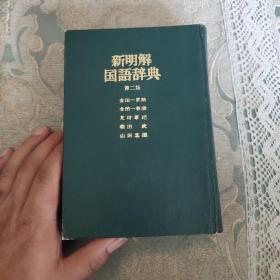 新明解
国語辞典
第二版
金田一京助
金田一春彦
見坊豪紀
柴田武
山田忠雄